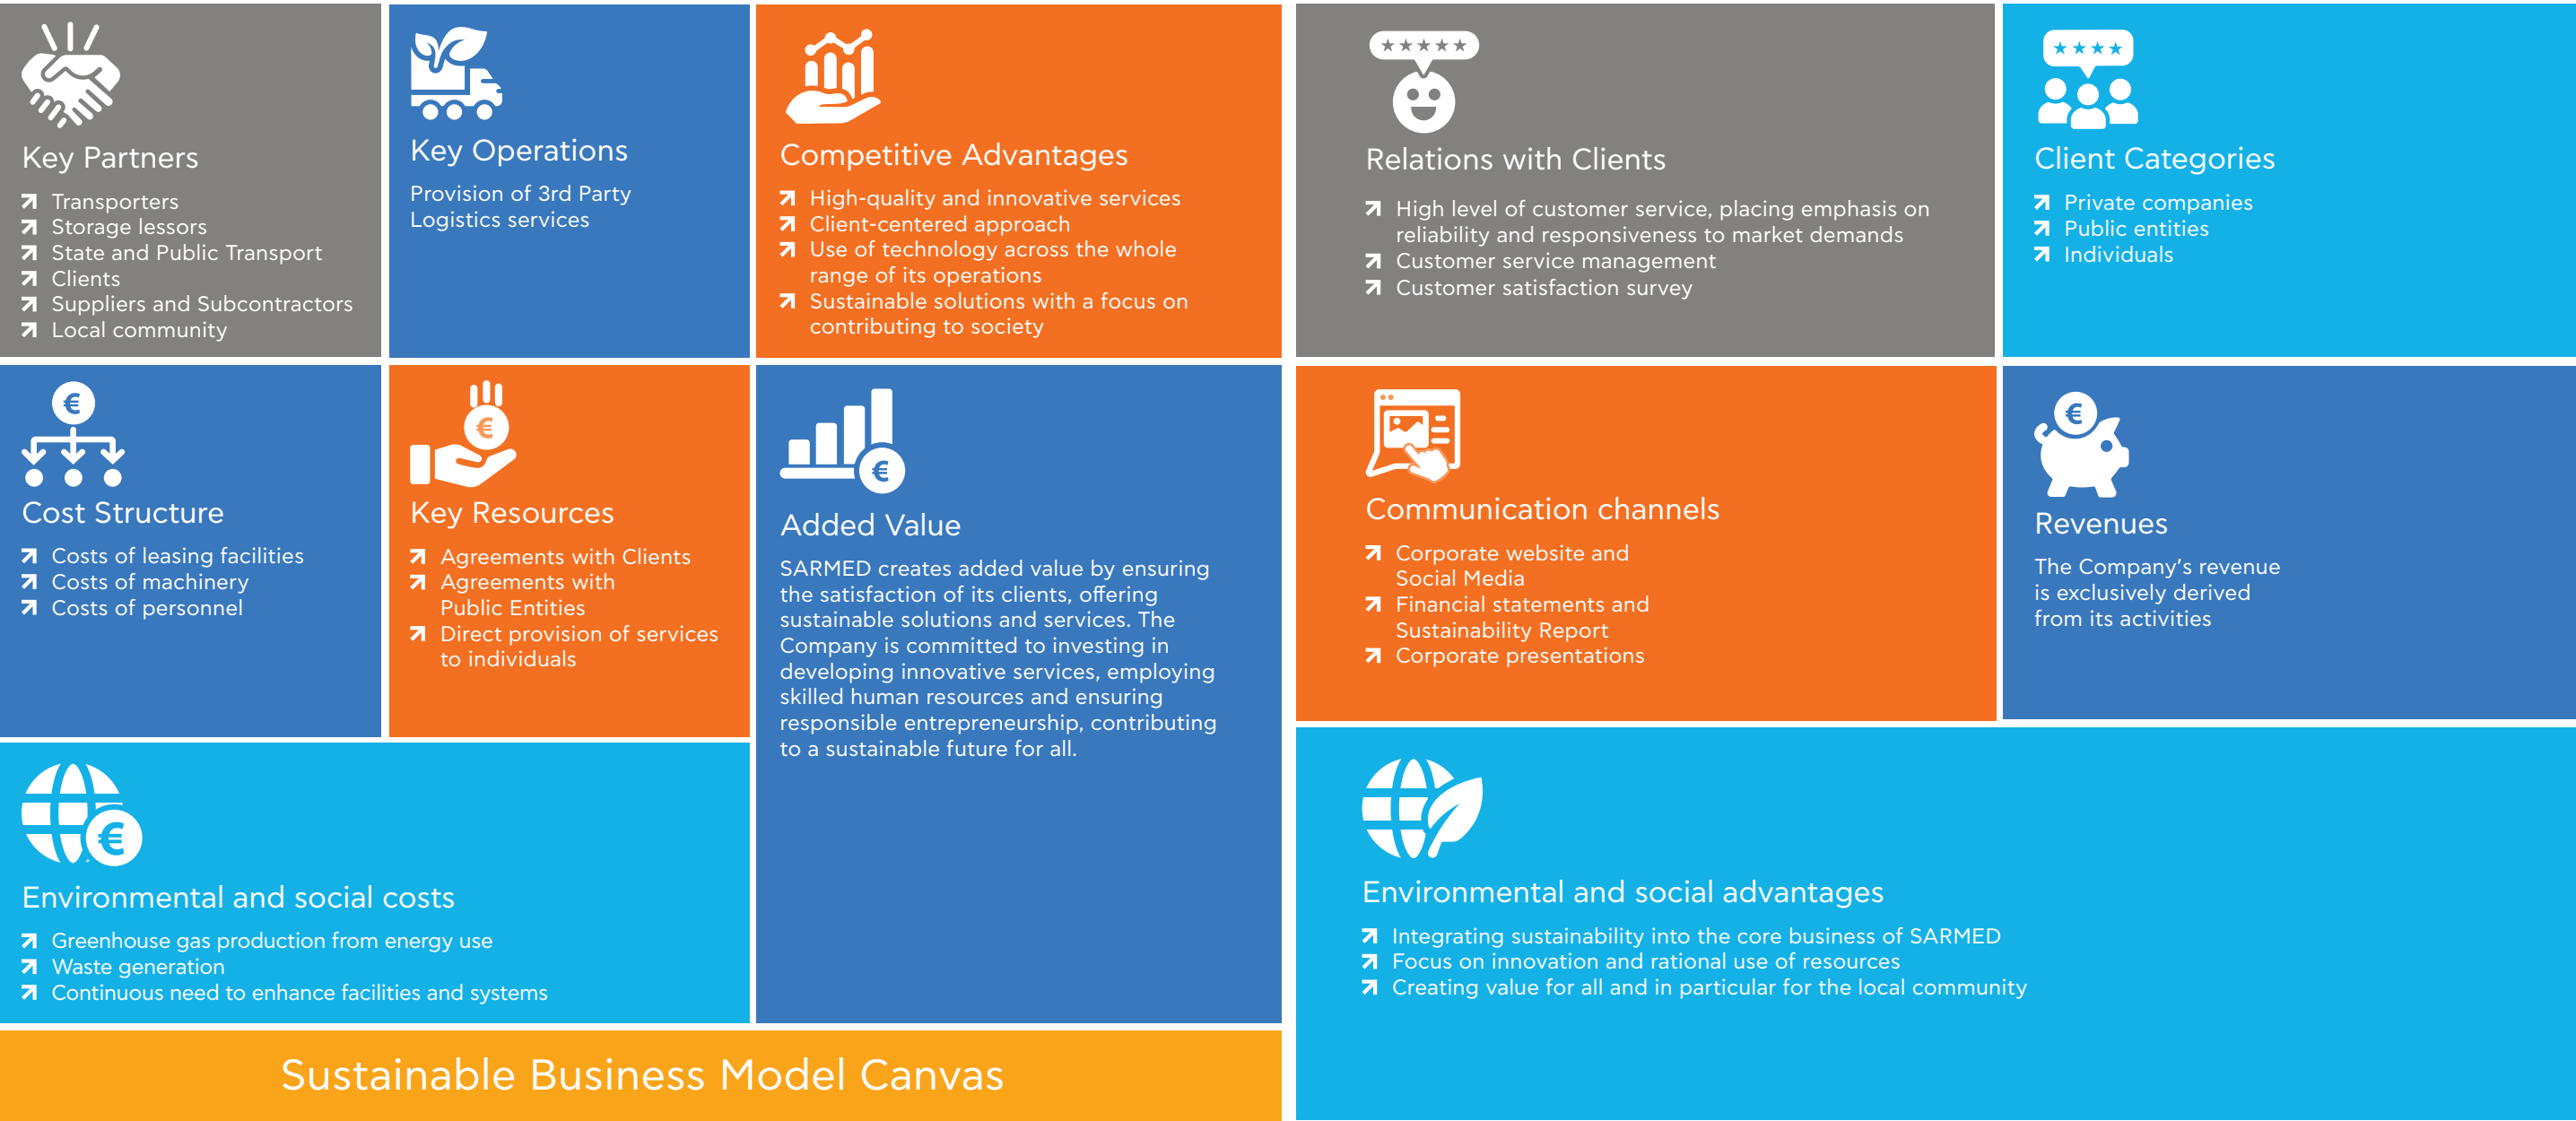 Key Partners
Transporters
Storage lessors
State and Public Transport
Clients
Suppliers and Subcontractors
Local community
Key Operations
Provision of 3rd Party
Logistics services
Competitive Advantages
High-quality and innovative services
Client-centered approach
Use of technology across the whole
range of its operations
Sustainable solutions with a focus on
contributing to society
Relations with Clients
High level of customer service, placing emphasis on
reliability and responsiveness to market demands
Customer service management
Customer satisfaction survey
Client Categories
Private companies
Public entities
Individuals
€
Cost Structure
Costs of leasing facilities
Costs of machinery
Costs of personnel
€
Key Resources
Agreements with Clients
Agreements with
Public Entities
Direct provision of services
to individuals
€
Added Value
SARMED creates added value by ensuring
the satisfaction of its clients, offering
sustainable solutions and services. The
Company is committed to investing in
developing innovative services, employing
skilled human resources and ensuring
responsible entrepreneurship, contributing
to a sustainable future for all.
Communication channels
Corporate website and
Social Media
Financial statements and
Sustainability Report
Corporate presentations
€
Revenues
The Company's revenue
is exclusively derived
from its activities
€
Environmental and social costs
Greenhouse gas production from energy use
Waste generation
Continuous need to enhance facilities and systems
Environmental and social advantages
Integrating sustainability into the core business of SARMED
Focus on innovation and rational use of resources
Creating value for all and in particular for the local community
Sustainable Business Model Canvas